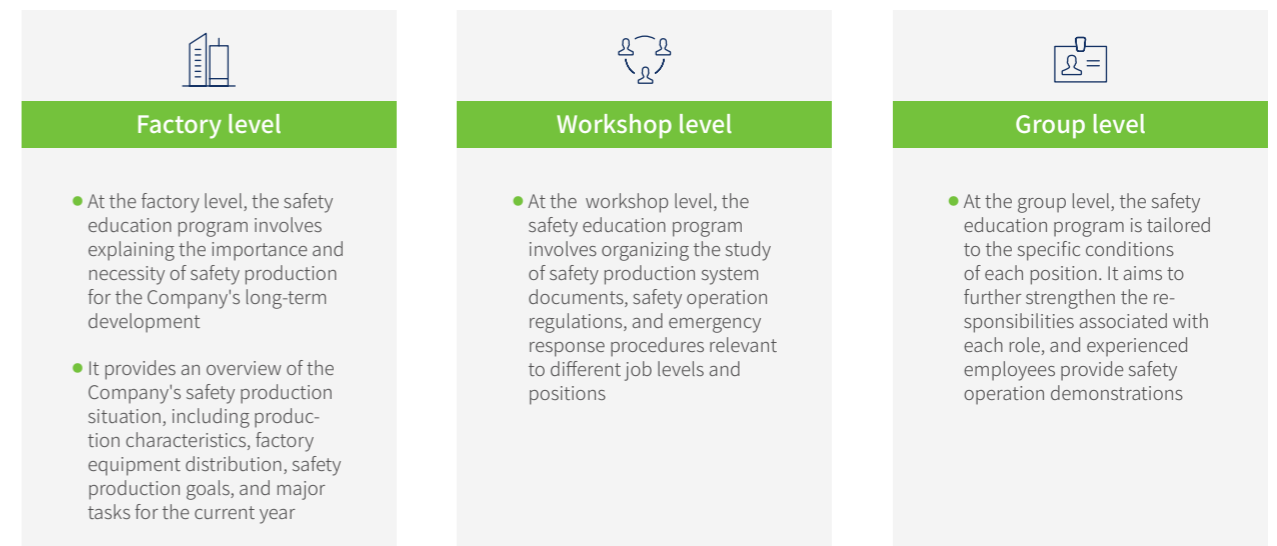 Factory level
● At the factory level, the safety
education program involves
explaining the importance and
necessity of safety production
for the Company's long-term
development
● It provides an overview of the
Company's safety production
situation, including produc-
tion characteristics, factory
equipment distribution, safety
production goals, and major
tasks for the current year
Workshop level
● At the  workshop level, the
safety education program
involves organizing the study
of safety production system
documents, safety operation
regulations, and emergency
response procedures relevant
to different job levels and
positions
Group level
● At the group level, the safety
education program is tailored
to the specific conditions
of each position. It aims to
further strengthen the re-
sponsibilities associated with
each role, and experienced
employees provide safety
operation demonstrations